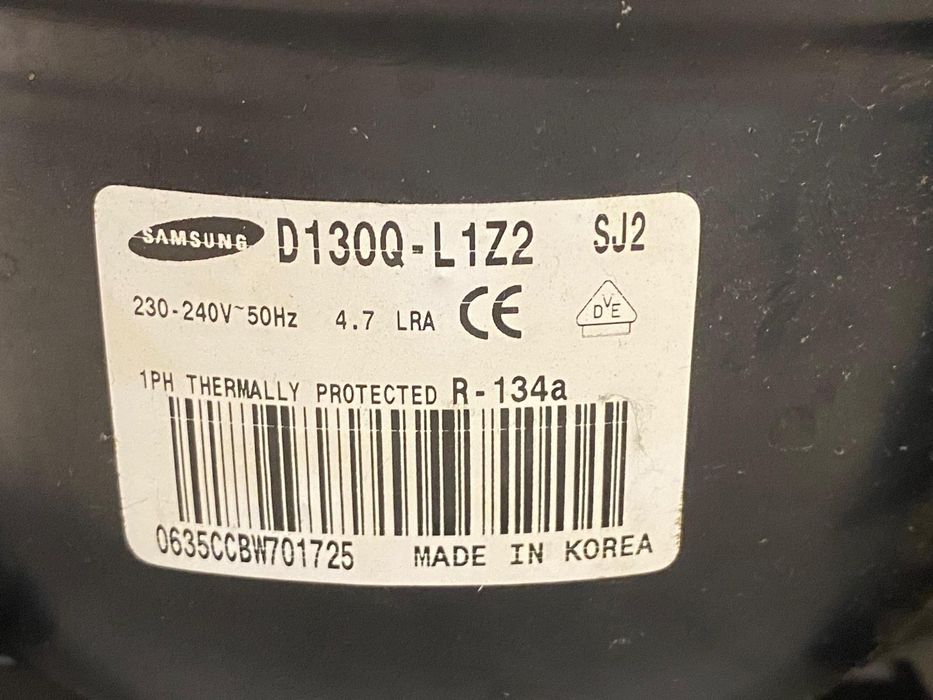 SAMSUNG D130Q-L1Z2 SJ2
230-240V~50Hz 4.7 LRA CE DVE
1PH THERMALLY PROTECTED R-134a
0635CCBW701725 MADE IN KOREA